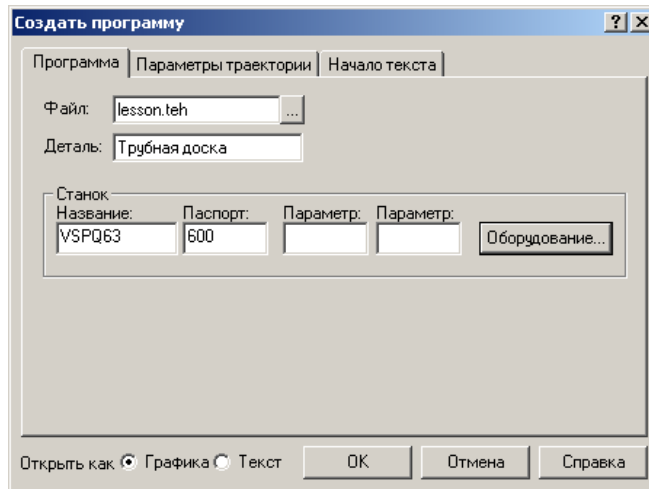 Создать программу
Программа Параметры траектории Начало текста
Файл: lesson.teh ...
Деталь: Трубная доска
Станок
Название: Паспорт: Параметр: Параметр:
VSPQ63 600 Оборудование...
Открыть как Графика Текст ОК Отмена Справка